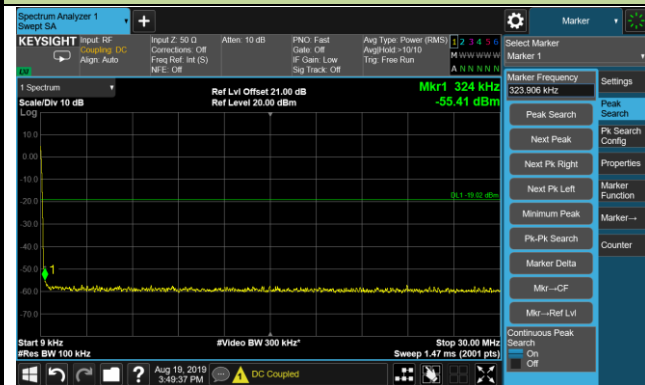 Spectrum Analyzer 1
Swept SA
+
Marker
KEYSIGHT
Input: RF
Coupling: DC
Align: Auto
Input Z: 50 Ω
Corrections: Off
Freq Ref: Int (S)
NFE: Off
Atten: 10 dB
PNO: Fast
Gate: Off
IF Gain: Low
Sig Track: Off
Avg Type: Power (RMS)
Avg|Hold:>10/10
Trig: Free Run
1 2 3 4 5 6
M W W W W W
A N N N N N
Select Marker
Marker 1
Marker Frequency
323.906 kHz
Settings
1 Spectrum
Scale/Div 10 dB
Log
Ref Lvl Offset 21.00 dB
Ref Level 20.00 dBm
Mkr1 324 kHz
-55.41 dBm
Peak Search
Next Peak
Next Pk Right
Next Pk Left
Minimum Peak
Pk-Pk Search
Marker Delta
Mkr→CF
Mkr→Ref Lvl
Continuous Peak
Search
On
Off
Peak
Search
Pk Search
Config
Properties
Marker
Function
Marker→
Counter
10.0
0.00
-10.0
-20.0
-30.0
-40.0
-50.0
-60.0
-70.0
DL1 -19.02 dBm
1
Start 9 kHz
#Res BW 100 kHz
#Video BW 300 kHz*
Stop 30.00 MHz
Sweep 1.47 ms (2001 pts)
?
Aug 19, 2019
3:49:37 PM
DC Coupled